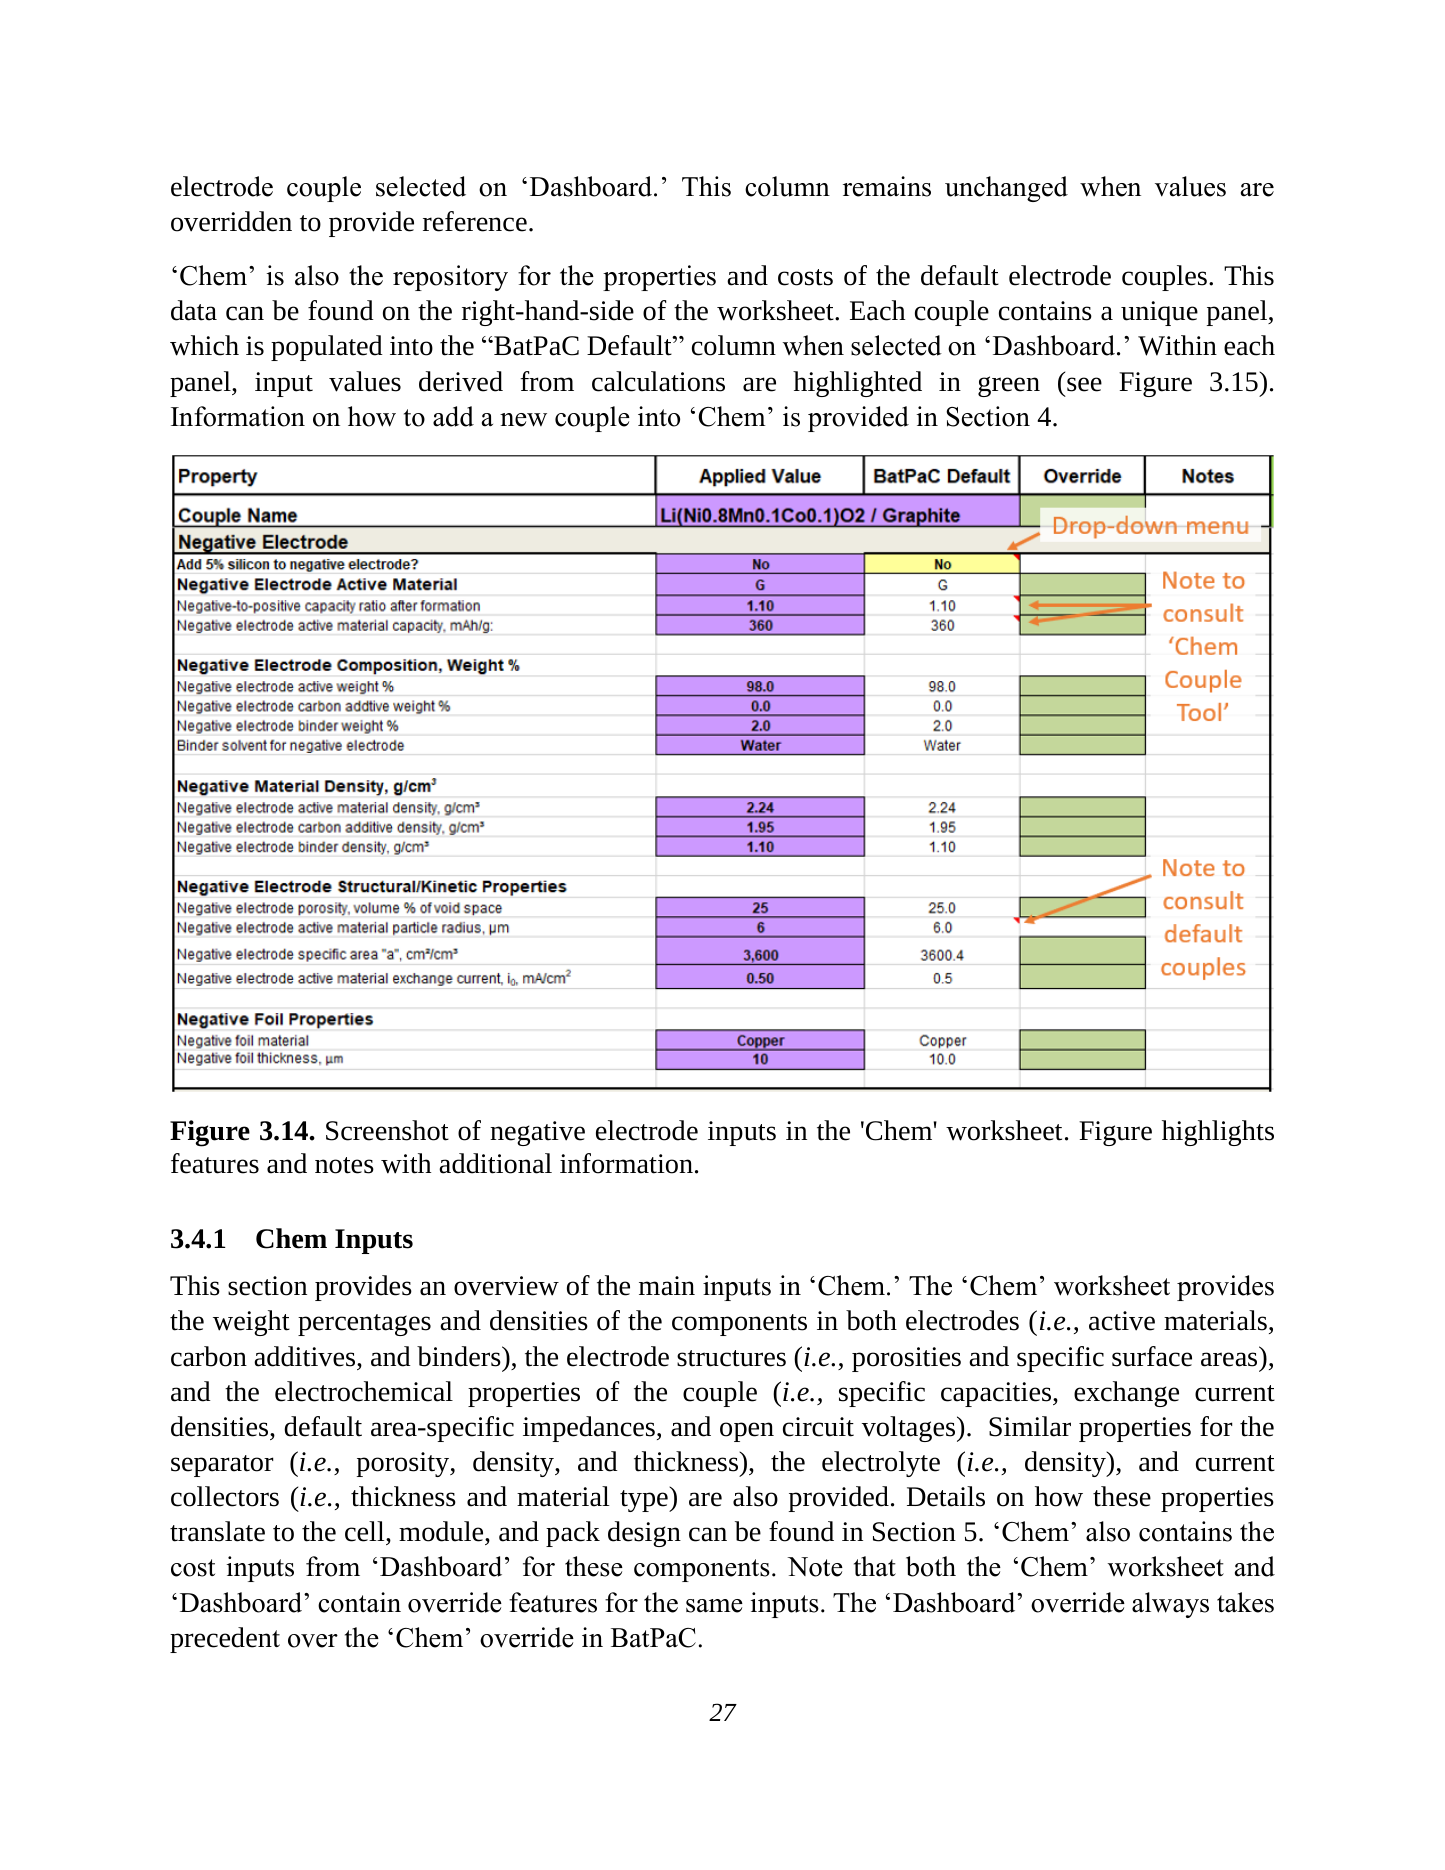 electrode couple selected on ‘Dashboard.’ This column remains unchanged when values are
overridden to provide reference.
‘Chem’ is also the repository for the properties and costs of the default electrode couples. This
data can be found on the right-hand-side of the worksheet. Each couple contains a unique panel,
which is populated into the “BatPaC Default” column when selected on ‘Dashboard.’ Within each
panel, input values derived from calculations are highlighted in green (see Figure 3.15).
Information on how to add a new couple into ‘Chem’ is provided in Section 4.
Property Applied Value BatPaC Default Override Notes
Couple Name Li(Ni0.8Mn0.1Co0.1)O2 / Graphite
Drop-down menu
Negative Electrode
Add 5% silicon to negative electrode? No No
Negative Electrode Active Material G G
Negative-to-positive capacity ratio after formation 1.10 1.10
Negative electrode active material capacity, mAh/g: 360 360
Note to
consult
‘Chem
Couple
Tool’
Negative Electrode Composition, Weight %
Negative electrode active weight % 98.0 98.0
Negative electrode carbon addtive weight % 0.0 0.0
Negative electrode binder weight % 2.0 2.0
Binder solvent for negative electrode Water Water
Negative Material Density, g/cm³
Negative electrode active material density, g/cm³ 2.24 2.24
Negative electrode carbon additive density, g/cm³ 1.95 1.95
Negative electrode binder density, g/cm³ 1.10 1.10
Negative Electrode Structural/Kinetic Properties
Negative electrode porosity, volume % of void space 25 25.0
Negative electrode active material particle radius, µm 6 6.0
Negative electrode specific area "a", cm²/cm³ 3,600 3600.4
Negative electrode active material exchange current, i₀, mA/cm² 0.50 0.5
Note to
consult
default
couples
Negative Foil Properties
Negative foil material Copper Copper
Negative foil thickness, µm 10 10.0
Figure 3.14. Screenshot of negative electrode inputs in the 'Chem' worksheet. Figure highlights
features and notes with additional information.
3.4.1 Chem Inputs
This section provides an overview of the main inputs in ‘Chem.’ The ‘Chem’ worksheet provides
the weight percentages and densities of the components in both electrodes (i.e., active materials,
carbon additives, and binders), the electrode structures (i.e., porosities and specific surface areas),
and the electrochemical properties of the couple (i.e., specific capacities, exchange current
densities, default area-specific impedances, and open circuit voltages). Similar properties for the
separator (i.e., porosity, density, and thickness), the electrolyte (i.e., density), and current
collectors (i.e., thickness and material type) are also provided. Details on how these properties
translate to the cell, module, and pack design can be found in Section 5. ‘Chem’ also contains the
cost inputs from ‘Dashboard’ for these components. Note that both the ‘Chem’ worksheet and
‘Dashboard’ contain override features for the same inputs. The ‘Dashboard’ override always takes
precedent over the ‘Chem’ override in BatPaC.
27